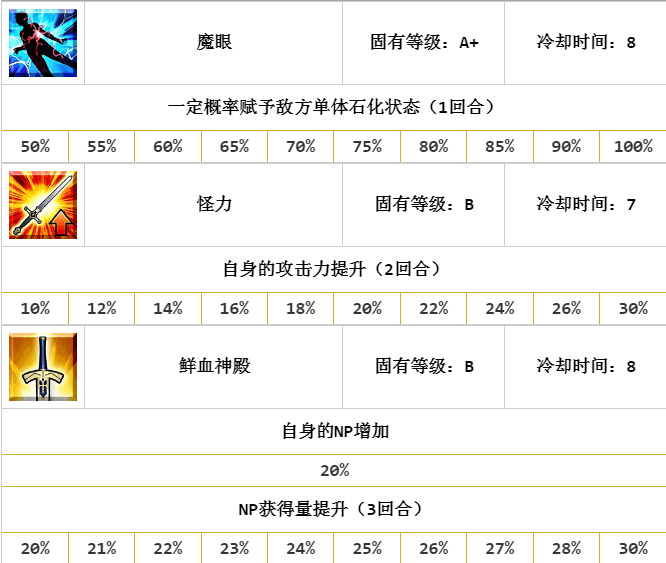 魔眼 固有等级：A+ 冷却时间：8
一定概率赋予敌方单体石化状态（1回合）
50% 55% 60% 65% 70% 75% 80% 85% 90% 100%
怪力 固有等级：B 冷却时间：7
自身的攻击力提升（2回合）
10% 12% 14% 16% 18% 20% 22% 24% 26% 30%
鲜血神殿 固有等级：B 冷却时间：8
自身的NP增加
20%
NP获得量提升（3回合）
20% 21% 22% 23% 24% 25% 26% 27% 28% 30%